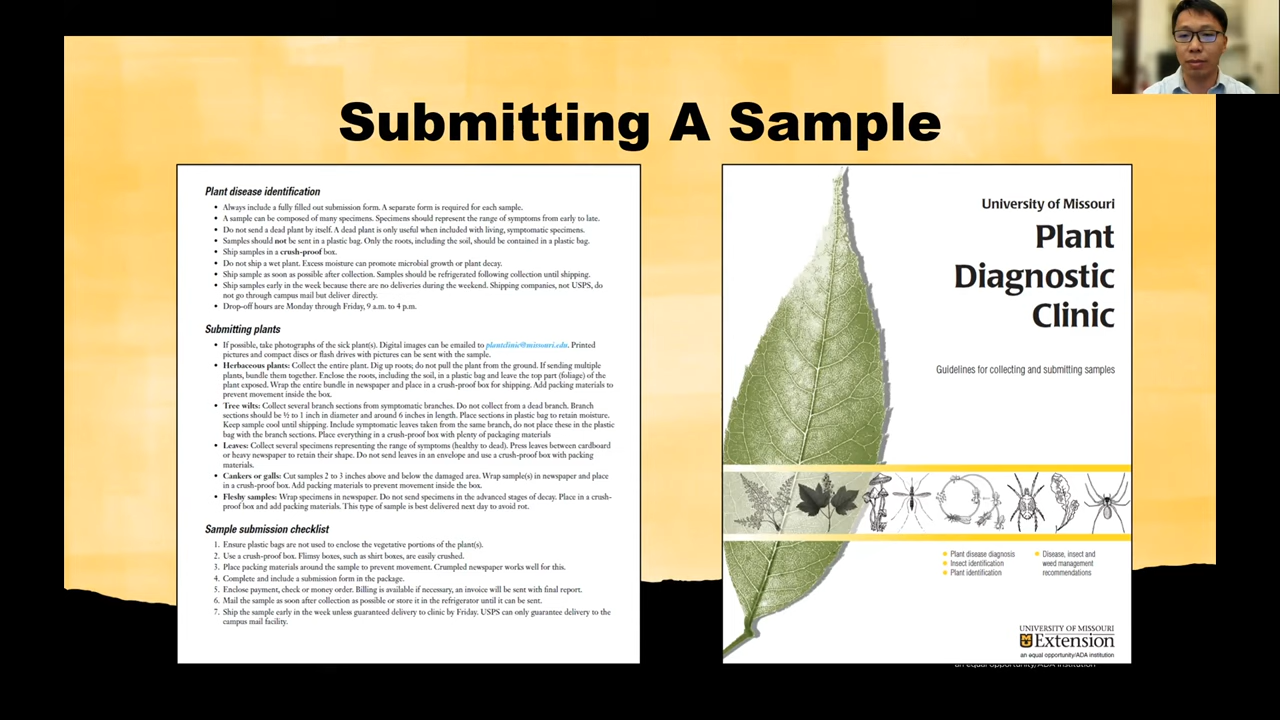 Submitting A Sample
Plant disease identification
• Always include a fully filled out submission form. A separate form is required for each sample.
• A sample can be composed of many specimens. Specimens should represent the range of symptoms from early to late.
• Do not send a dead plant by itself. A dead plant is only useful when included with living, symptomatic specimens.
• Samples should not be sent in a plastic bag. Only the roots, including the soil, should be contained in a plastic bag.
• Ship samples in a crush-proof box.
• Do not ship a wet plant. Excess moisture can promote microbial growth or plant decay.
• Ship sample as soon as possible after collection. Samples should be refrigerated following collection until shipping.
• Ship samples early in the week because there are no deliveries during the weekend. Shipping companies, not USPS, do
not go through campus mail but deliver directly.
• Drop-off hours are Monday through Friday, 9 a.m. to 4 p.m.
Submitting plants
• If possible, take photographs of the sick plant(s). Digital images can be emailed to plantclinic@missouri.edu. Printed
pictures and compact discs or flash drives with pictures can be sent with the sample.
• Herbaceous plants: Collect the entire plant. Dig up roots; do not pull the plant from the ground. If sending multiple
plants, bundle them together. Enclose the roots, including the soil, in a plastic bag and leave the top part (foliage) of the
plant exposed. Wrap the entire bundle in newspaper and place in a crush-proof box for shipping. Add packing materials to
prevent movement inside the box.
• Tree wilts: Collect several branch sections from symptomatic branches. Do not collect from a dead branch. Branch
sections should be ½ to 1 inch in diameter and around 6 inches in length. Place sections in plastic bag to retain moisture.
Keep sample cool until shipping. Include symptomatic leaves taken from the same branch, do not place these in the plastic
bag with the branch sections. Place everything in a crush-proof box with plenty of packaging materials
• Leaves: Collect several specimens representing the range of symptoms (healthy to dead). Press leaves between cardboard
or heavy newspaper to retain their shape. Do not send leaves in an envelope and use a crush-proof box with packing
materials.
• Cankers or galls: Cut samples 2 to 3 inches above and below the damaged area. Wrap sample(s) in newspaper and place
in a crush-proof box. Add packing materials to prevent movement inside the box.
• Fleshy samples: Wrap specimens in newspaper. Do not send specimens in the advanced stages of decay. Place in a crush-
proof box and add packing materials. This type of sample is best delivered next day to avoid rot.
Sample submission checklist
1. Ensure plastic bags are not used to enclose the vegetative portions of the plant(s).
2. Use a crush-proof box. Flimsy boxes, such as shirt boxes, are easily crushed.
3. Place packing materials around the sample to prevent movement. Crumpled newspaper works well for this.
4. Complete and include a submission form in the package.
5. Enclose payment, check or money order. Billing is available if necessary, an invoice will be sent with final report.
6. Mail the sample as soon after collection as possible or store it in the refrigerator until it can be sent.
7. Ship the sample early in the week unless guaranteed delivery to clinic by Friday. USPS can only guarantee delivery to the
campus mail facility.
University of Missouri
Plant
Diagnostic
Clinic
Guidelines for collecting and submitting samples
• Plant disease diagnosis
• Insect identification
• Plant identification
• Disease, insect and
weed management
recommendations
UNIVERSITY OF MISSOURI
Extension
an equal opportunity/ADA institution
an equal opportunity/ADA institution